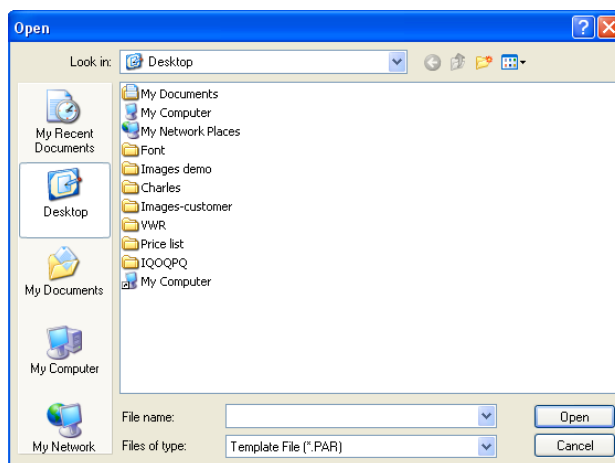 Open
Look in:
Desktop
My Documents
My Computer
My Network Places
Font
Images demo
Charles
Images-customer
VWR
Price list
IQOQPQ
My Computer
My Recent
Documents
Desktop
My Documents
My Computer
My Network
File name:
Open
Files of type:
Template File (*.PAR)
Cancel